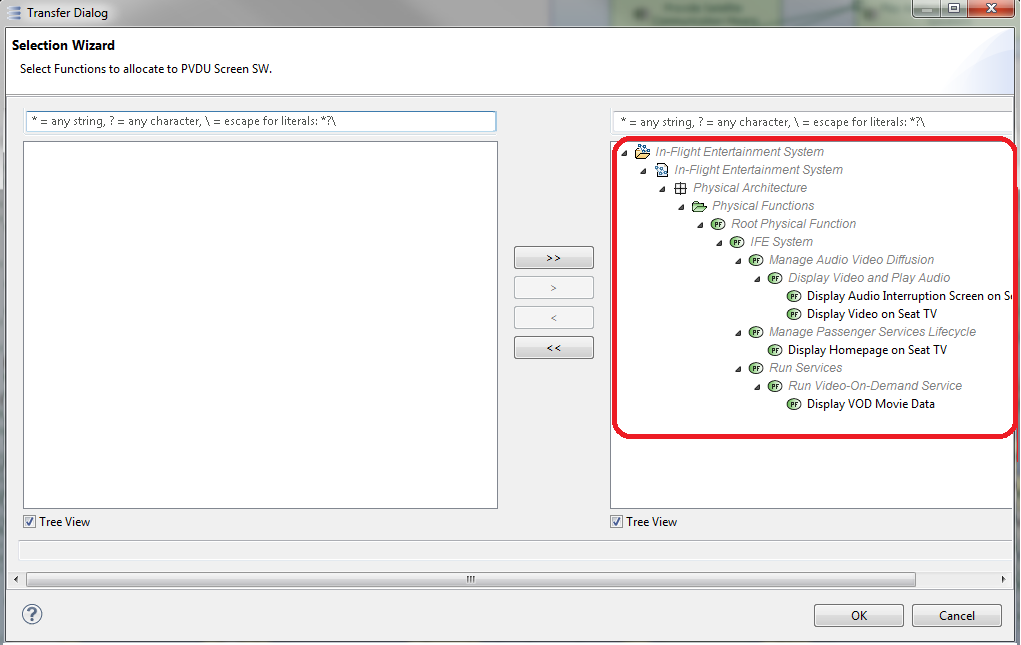 Transfer Dialog
Provide Satellite
Selection Wizard
Select Functions to allocate to PVDU Screen SW.
* = any string, ? = any character, \ = escape for literals: *?\
* = any string, ? = any character, \ = escape for literals: *?\
In-Flight Entertainment System
In-Flight Entertainment System
Physical Architecture
Physical Functions
PF Root Physical Function
PF IFE System
PF Manage Audio Video Diffusion
PF Display Video and Play Audio
PF Display Audio Interruption Screen on Se
PF Display Video on Seat TV
PF Manage Passenger Services Lifecycle
PF Display Homepage on Seat TV
PF Run Services
PF Run Video-On-Demand Service
PF Display VOD Movie Data
>>
>
<
<<
Tree View
Tree View
?
OK
Cancel